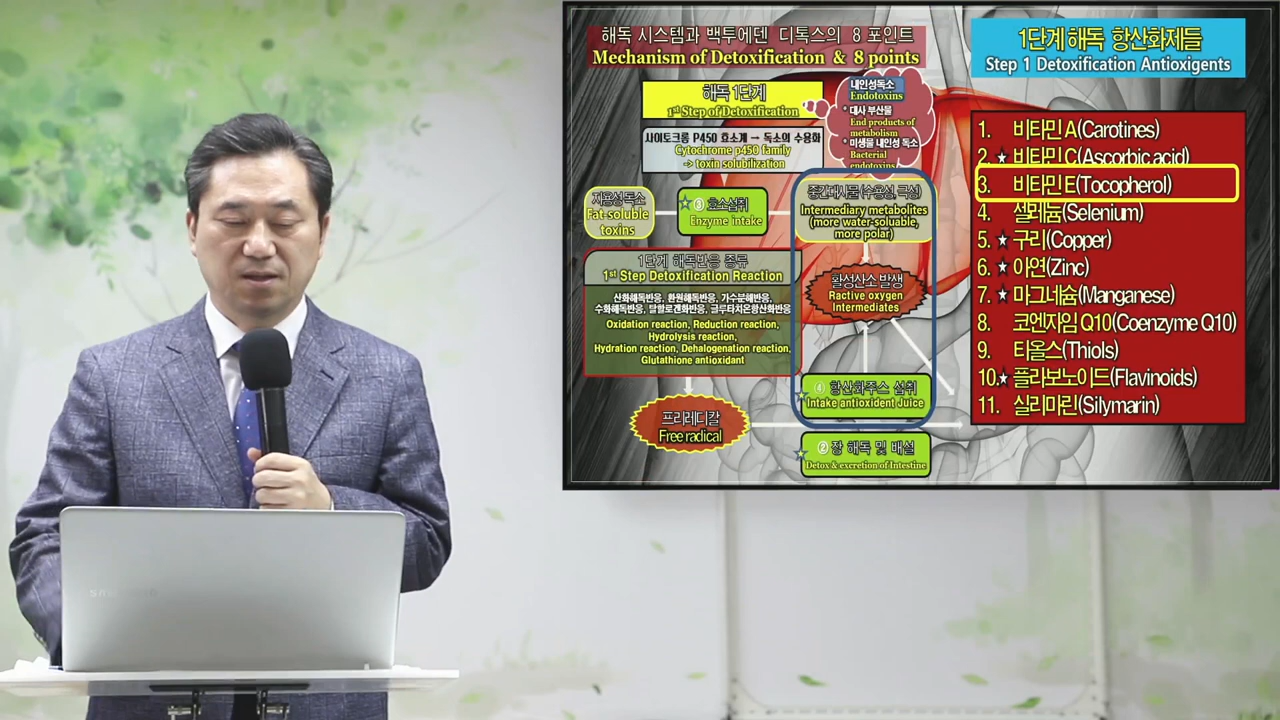 해독 시스템과 백투에덴 디톡스의 8 포인트
Mechanism of Detoxification & 8 points
해독 1단계
1st Step of Detoxification
내인성독소
Endotoxins
* 대사 부산물
End products of
metabolism
* 미생물 내인성 독소
Bacterial
endotoxins
사이토크롬 P450 효소계 → 독소의 수용화
Cytochrome p450 family
-> toxin solubilization
지용성독소
Fat-soluble
toxins
③ 효소섭취
Enzyme intake
중간대사물(수용성,극성)
Intermediary metabolites
(more water-soluable,
more polar)
1단계 해독반응 종류
1st Step Detoxification Reaction
산화해독반응, 환원해독반응, 가수분해반응,
수화해독반응, 탈할로겐화반응, 글루타치온항산화반응
Oxidation reaction, Reduction reaction,
Hydrolysis reaction,
Hydration reaction, Dehalogenation reaction,
Glutathione antioxidant
활성산소 발생
Ractive oxygen
Intermediates
④ 항산화주스 섭취
Intake antioxident Juice
프리레디칼
Free radical
② 장 해독 및 배설
Detox & excretion of Intestine
1단계 해독 항산화제들
Step 1 Detoxification Antioxigents
1. 비타민 A(Carotines)
2. ★ 비타민 C(Ascorbic acid)
3. 비타민 E(Tocopherol)
4. 셀레늄(Selenium)
5. ★ 구리(Copper)
6. ★ 아연(Zinc)
7. ★ 마그네슘(Manganese)
8. 코엔자임 Q10(Coenzyme Q10)
9. 티올스(Thiols)
10. ★ 플라보노이드(Flavinoids)
11. 실리마린(Silymarin)
SAMSUNG